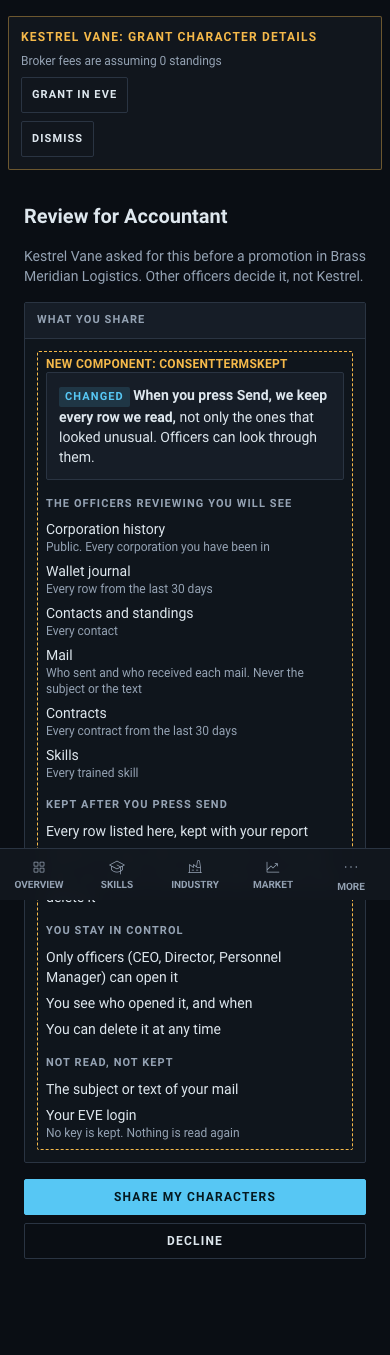 KESTREL VANE: GRANT CHARACTER DETAILS
Broker fees are assuming 0 standings
GRANT IN EVE
DISMISS
Review for Accountant
Kestrel Vane asked for this before a promotion in Brass
Meridian Logistics. Other officers decide it, not Kestrel.
WHAT YOU SHARE
NEW COMPONENT: CONSENTTERMSKEPT
CHANGED When you press Send, we keep
every row we read, not only the ones that
looked unusual. Officers can look through
them.
THE OFFICERS REVIEWING YOU WILL SEE
Corporation history
Public. Every corporation you have been in
Wallet journal
Every row from the last 30 days
Contacts and standings
Every contact
Mail
Who sent and who received each mail. Never the
subject or the text
Contracts
Every contract from the last 30 days
Skills
Every trained skill
KEPT AFTER YOU PRESS SEND
Every row listed here, kept with your report
OVERVIEW
SKILLS
INDUSTRY
MARKET
MORE
delete it
YOU STAY IN CONTROL
Only officers (CEO, Director, Personnel
Manager) can open it
You see who opened it, and when
You can delete it at any time
NOT READ, NOT KEPT
The subject or text of your mail
Your EVE login
No key is kept. Nothing is read again
SHARE MY CHARACTERS
DECLINE